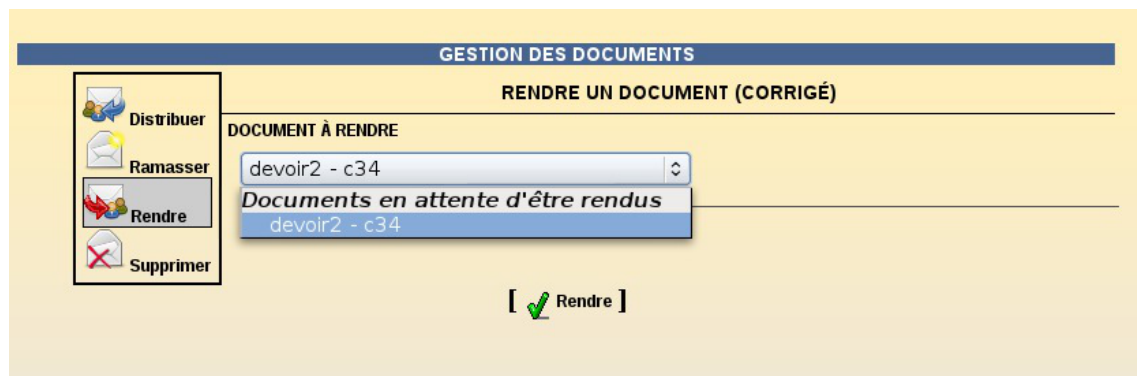 GESTION DES DOCUMENTS
Distribuer
Ramasser
Rendre
Supprimer
RENDRE UN DOCUMENT (CORRIGÉ)
DOCUMENT À RENDRE
devoir2 - c34
Documents en attente d'être rendus
devoir2 - c34
[ Rendre ]